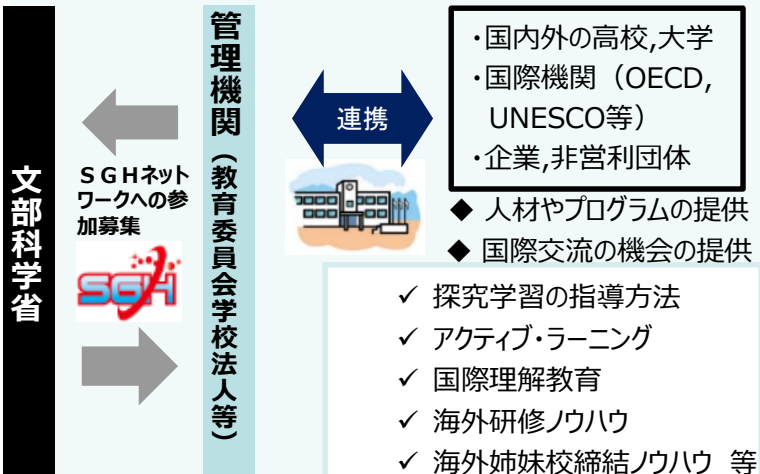 文部科学省
SGHネット
ワークへの参
加募集
SGH
管理機関(教育委員会学校法人等)
連携
・国内外の高校,大学
・国際機関(OECD,
UNESCO等)
・企業,非営利団体
◆ 人材やプログラムの提供
◆ 国際交流の機会の提供
✓ 探究学習の指導方法
✓ アクティブ・ラーニング
✓ 国際理解教育
✓ 海外研修ノウハウ
✓ 海外姉妹校締結ノウハウ 等